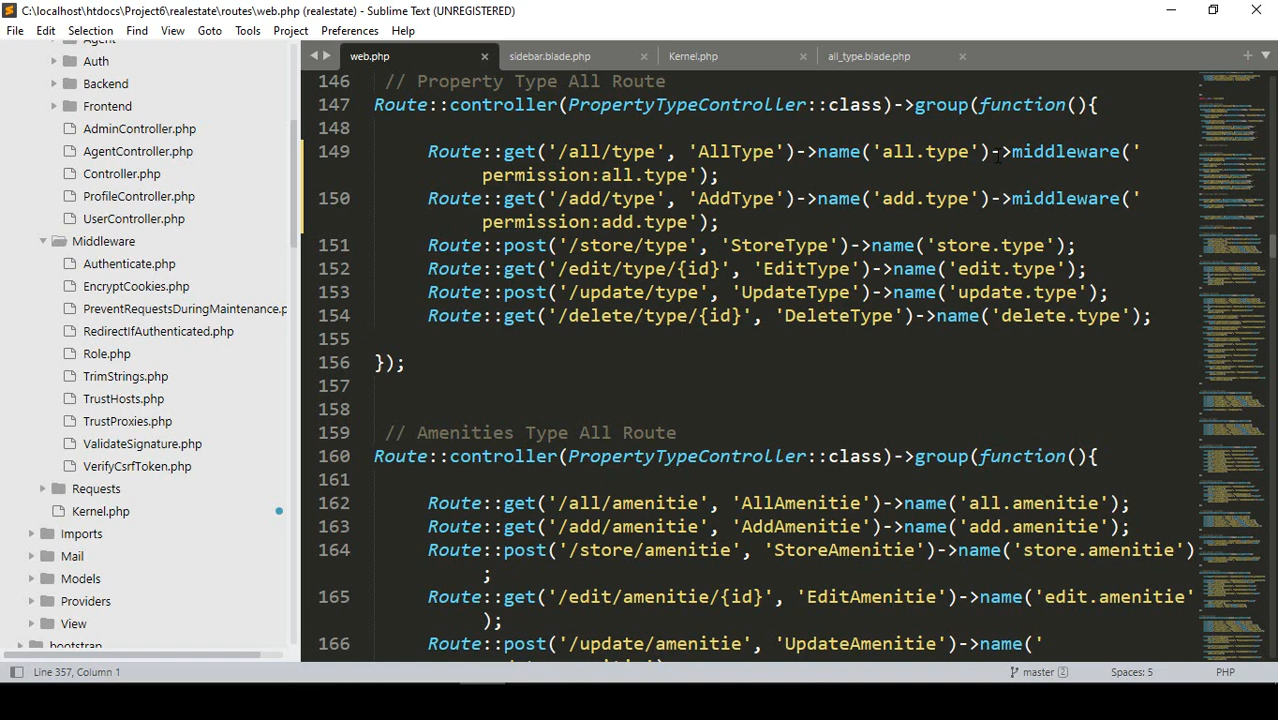 C:\localhost\htdocs\Project6\realestate\routes\web.php (realestate) - Sublime Text (UNREGISTERED)
File Edit Selection Find View Goto Tools Project Preferences Help
Agent
Auth
Backend
Frontend
AdminController.php
AgentController.php
Controller.php
ProfileController.php
UserController.php
Middleware
Authenticate.php
EncryptCookies.php
PreventRequestsDuringMaintenance.p
RedirectIfAuthenticated.php
Role.php
TrimStrings.php
TrustHosts.php
TrustProxies.php
ValidateSignature.php
VerifyCsrfToken.php
Requests
Kernel.php
Imports
Mail
Models
Providers
View
bootstrap
web.php sidebar.blade.php Kernel.php all_type.blade.php
146 // Property Type All Route
147 Route::controller(PropertyTypeController::class)->group(function(){
148
149 Route::get('/all/type', 'AllType')->name('all.type')->middleware('
permission:all.type');
150 Route::get('/add/type', 'AddType')->name('add.type')->middleware('
permission:add.type');
151 Route::post('/store/type', 'StoreType')->name('store.type');
152 Route::get('/edit/type/{id}', 'EditType')->name('edit.type');
153 Route::post('/update/type', 'UpdateType')->name('update.type');
154 Route::get('/delete/type/{id}', 'DeleteType')->name('delete.type');
155
156 });
157
158
159 // Amenities Type All Route
160 Route::controller(PropertyTypeController::class)->group(function(){
161
162 Route::get('/all/amenitie', 'AllAmenitie')->name('all.amenitie');
163 Route::get('/add/amenitie', 'AddAmenitie')->name('add.amenitie');
164 Route::post('/store/amenitie', 'StoreAmenitie')->name('store.amenitie')
;
165 Route::get('/edit/amenitie/{id}', 'EditAmenitie')->name('edit.amenitie'
);
166 Route::post('/update/amenitie', 'UpdateAmenitie')->name('
Line 357, Column 1 master 2 Spaces: 5 PHP